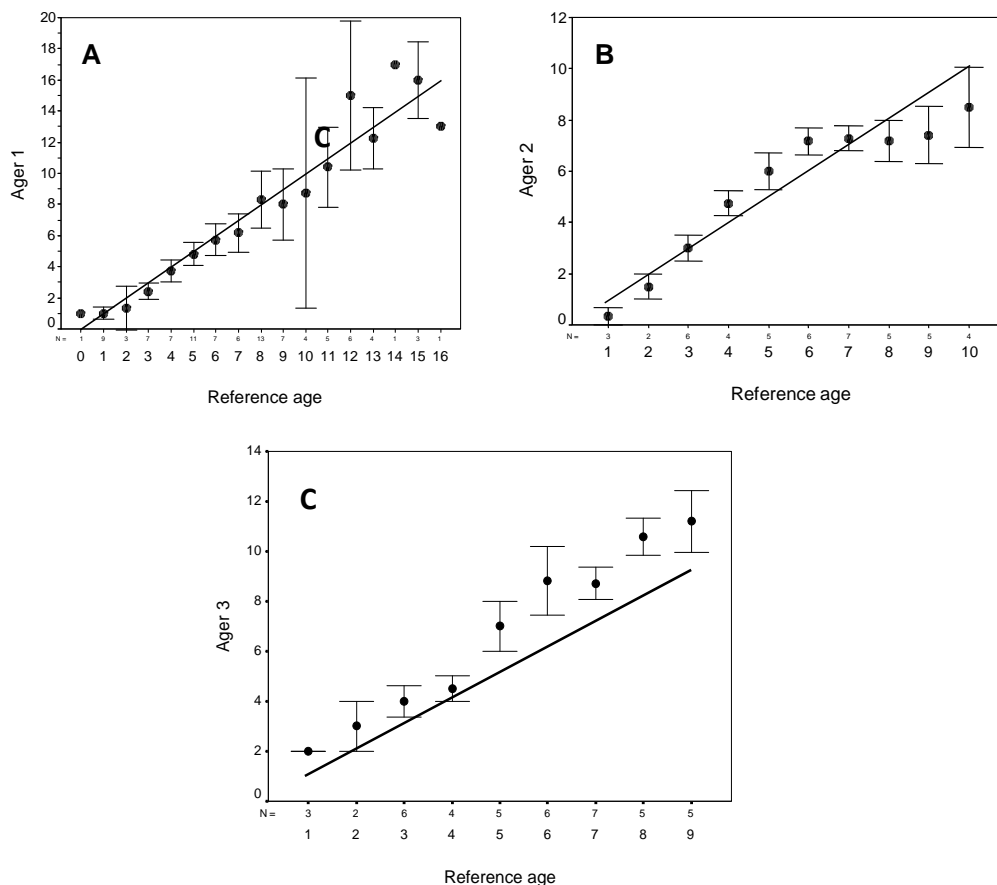 20
18
16
14
12
10
8
6
4
2
0
A
C
Ager 1
N = 1 9 3 7 7 11 7 6 13 7 4 5 6 4 1 3 1
0 1 2 3 4 5 6 7 8 9 10 11 12 13 14 15 16
Reference age
12
10
8
6
4
2
0
B
Ager 2
N = 3 6 6 4 5 6 7 5 5 4
1 2 3 4 5 6 7 8 9 10
Reference age
14
12
10
8
6
4
2
0
C
Ager 3
N = 3 2 6 4 5 6 7 5 5
1 2 3 4 5 6 7 8 9
Reference age